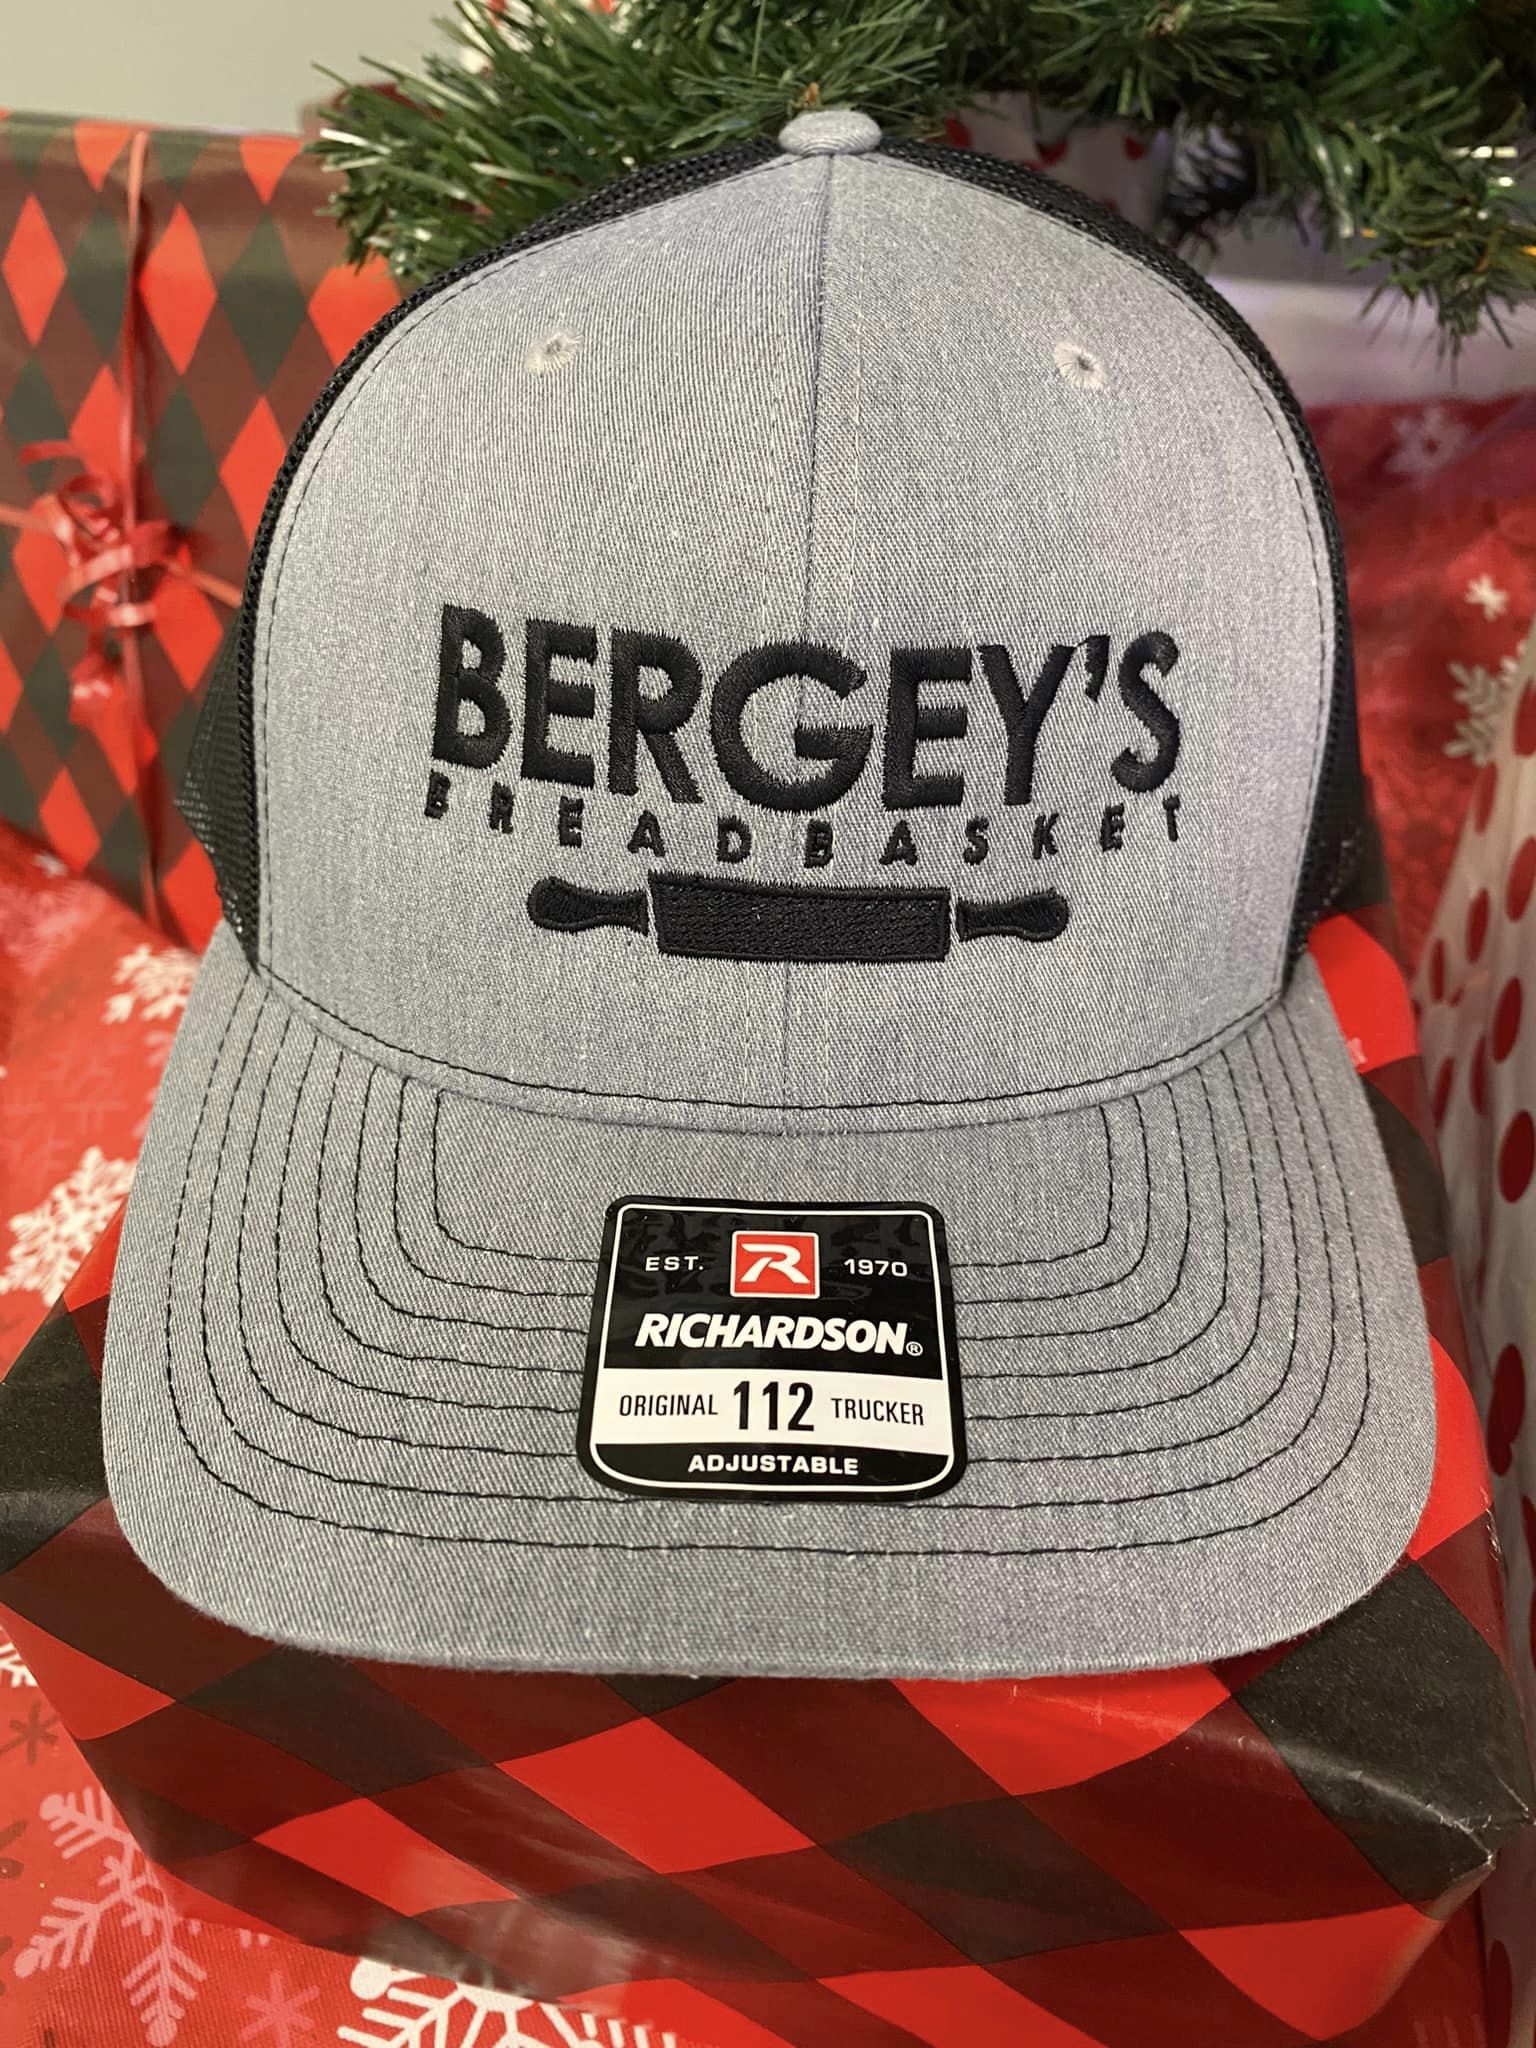 BERGEY'S
BREADBASKET
EST. R 1970
RICHARDSON®
ORIGINAL 112 TRUCKER
ADJUSTABLE